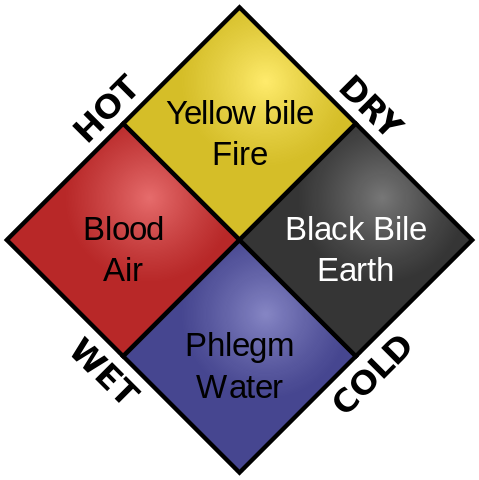 HOT
DRY
Yellow bile
Fire
Blood
Air
Black Bile
Earth
Phlegm
Water
WET
COLD